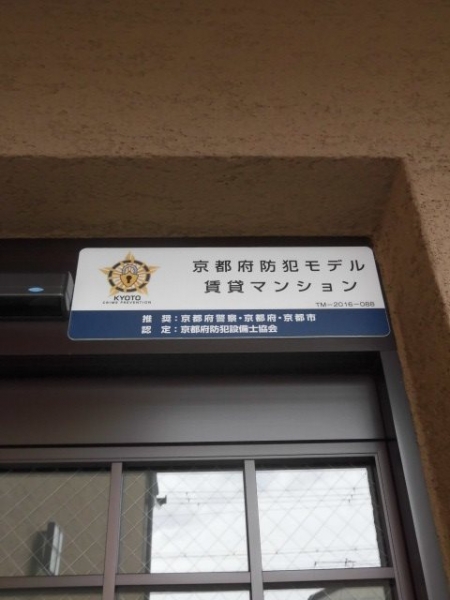 京都府防犯モデル
賃貸マンション
KYOTO
CRIME PREVENTION
TM-2016-088
推 奨：京都府警察・京都府・京都市
認 定：京都府防犯設備士協会